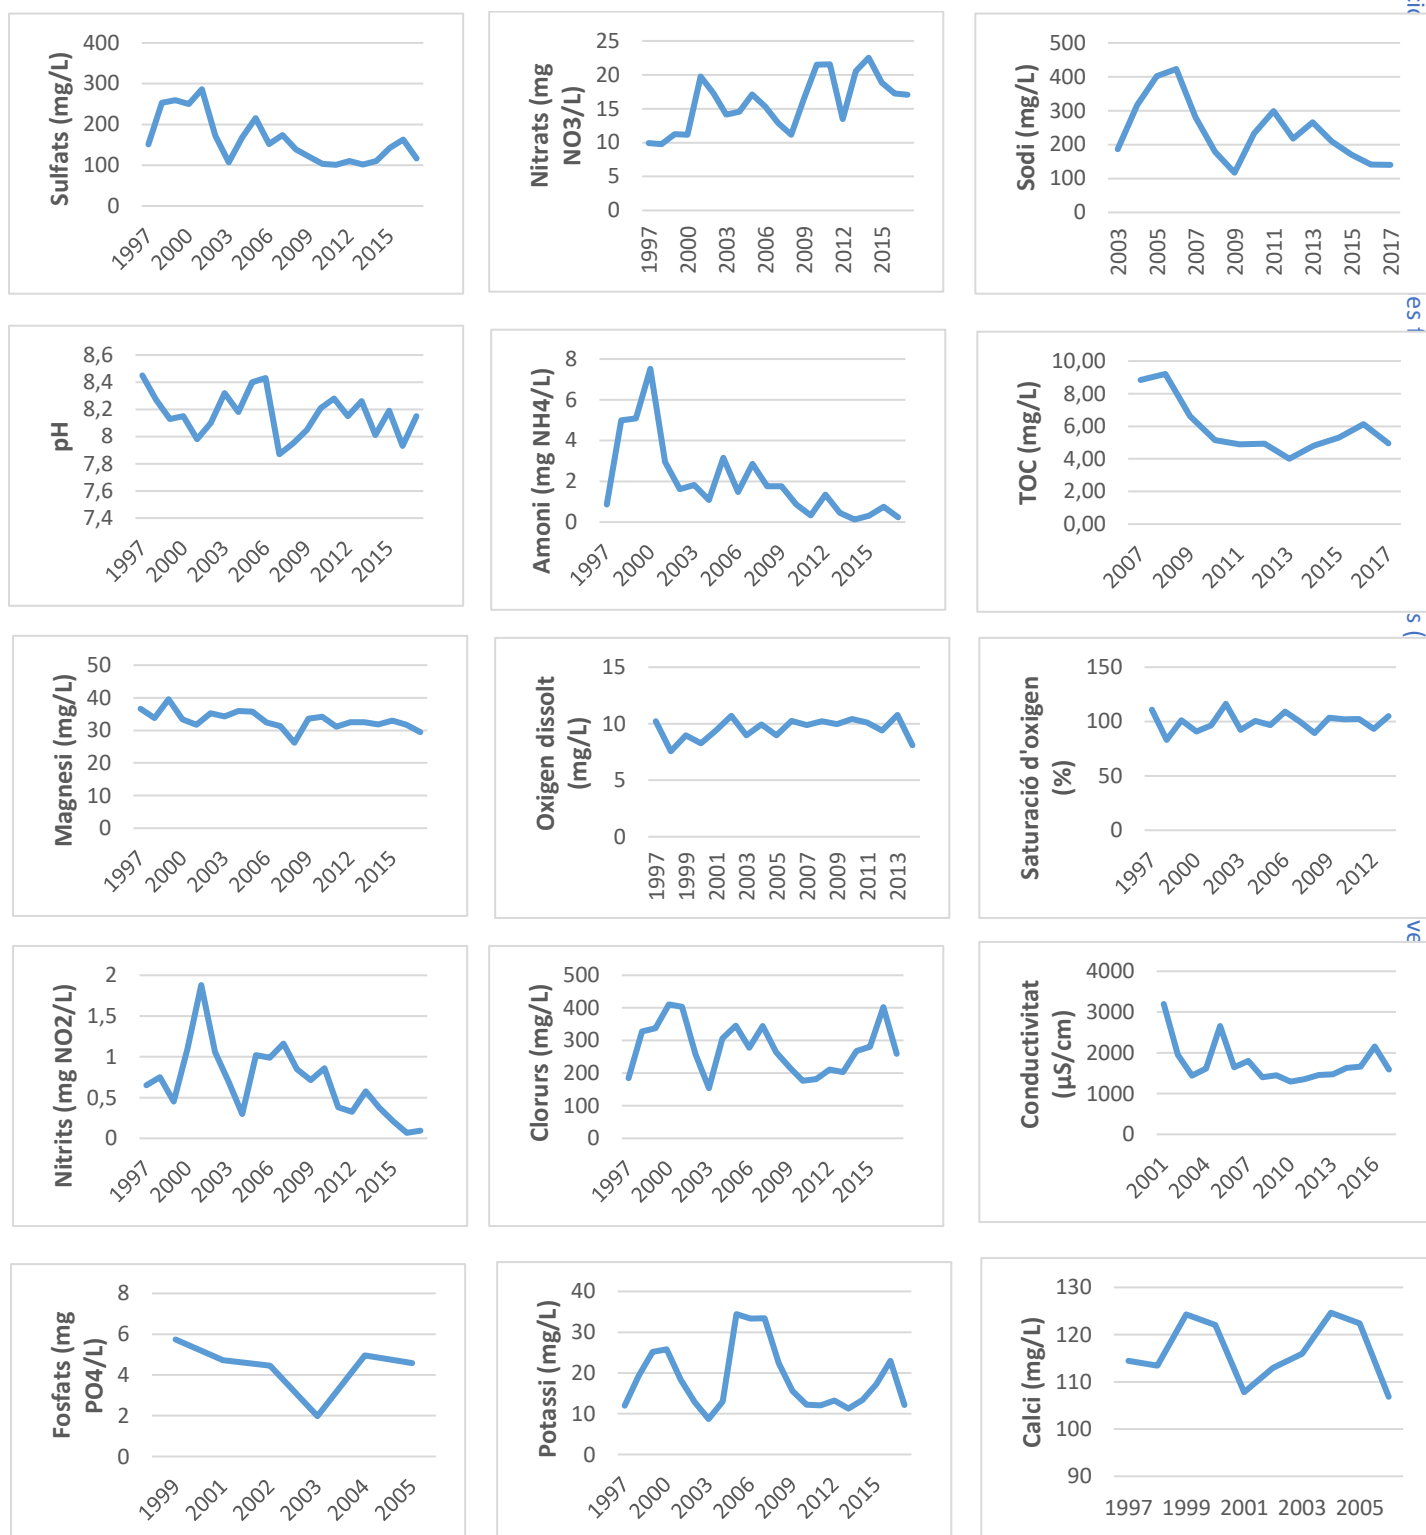 Sulfats (mg/L)
400
300
200
100
0
1997 2000 2003 2006 2009 2012 2015
Nitrats (mg
NO3/L)
25
20
15
10
5
0
1997 2000 2003 2006 2009 2012 2015
Sodi (mg/L)
500
400
300
200
100
0
2003 2005 2007 2009 2011 2013 2015 2017
pH
8,6
8,4
8,2
8
7,8
7,6
7,4
1997 2000 2003 2006 2009 2012 2015
Amoni (mg NH4/L)
8
6
4
2
0
1997 2000 2003 2006 2009 2012 2015
TOC (mg/L)
10,00
8,00
6,00
4,00
2,00
0,00
2007 2009 2011 2013 2015 2017
es
Magnesi (mg/L)
50
40
30
20
10
0
1997 2000 2003 2006 2009 2012 2015
Oxigen dissolt
(mg/L)
15
10
5
0
1997 1999 2001 2003 2005 2007 2009 2011 2013
Saturació d'oxigen
(%)
150
100
50
0
1997 2000 2003 2006 2009 2012
s (
Nitrits (mg NO2/L)
2
1,5
1
0,5
0
1997 2000 2003 2006 2009 2012 2015
Clorurs (mg/L)
500
400
300
200
100
0
1997 2000 2003 2006 2009 2012 2015
Conductivitat
(µS/cm)
4000
3000
2000
1000
0
2001 2004 2007 2010 2013 2016
ve
Fosfats (mg
PO4/L)
8
6
4
2
0
1999 2001 2002 2003 2004 2005
Potassi (mg/L)
40
30
20
10
0
1997 2000 2003 2006 2009 2012 2015
Calci (mg/L)
130
120
110
100
90
1997 1999 2001 2003 2005